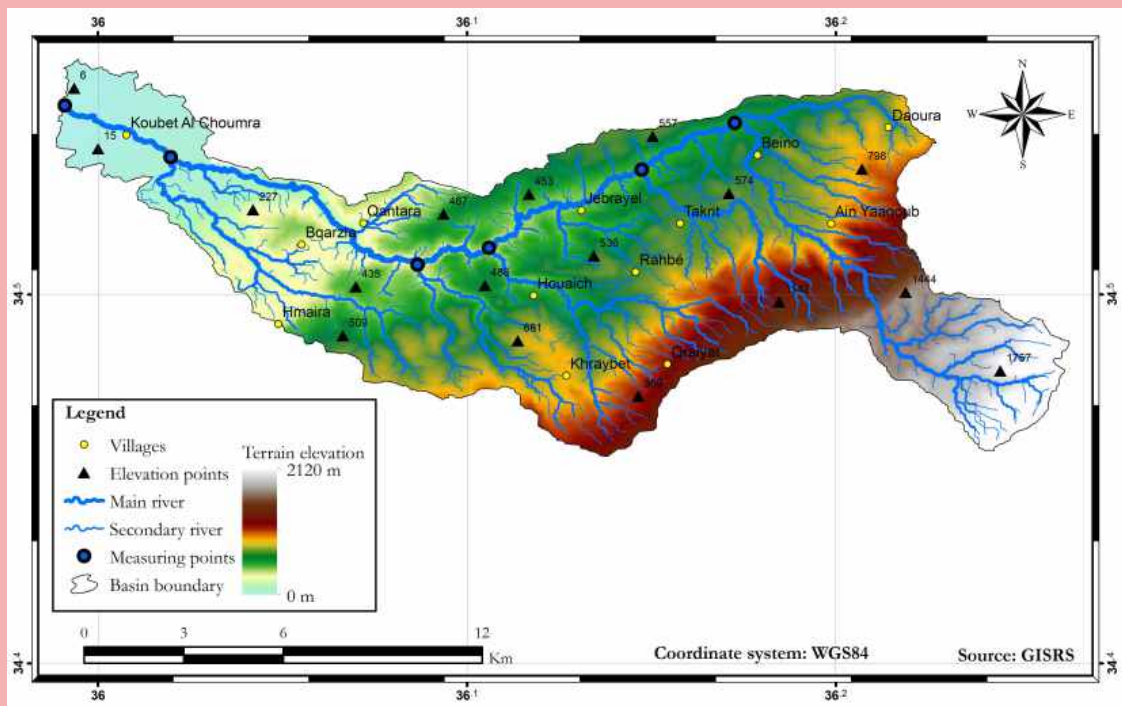 36
36.1
36.2
N
W
E
S
6
557
Daoura
15
Koubet Al Choumra
Beino
798
227
467
453
Jebrayel
574
Qantara
Ain Yaaqoub
Bqarzla
536
Rahbé
438
486
Houaich
1444
34.5
34.5
Hmaira
509
681
Qraiyat
Khraybet
1757
Legend
Villages
Elevation points
Main river
Secondary river
Measuring points
Basin boundary
Terrain elevation
2120 m
0 m
0
3
6
12
Km
Coordinate system: WGS84
Source: GISRS
34.4
34.4
36
36.1
36.2